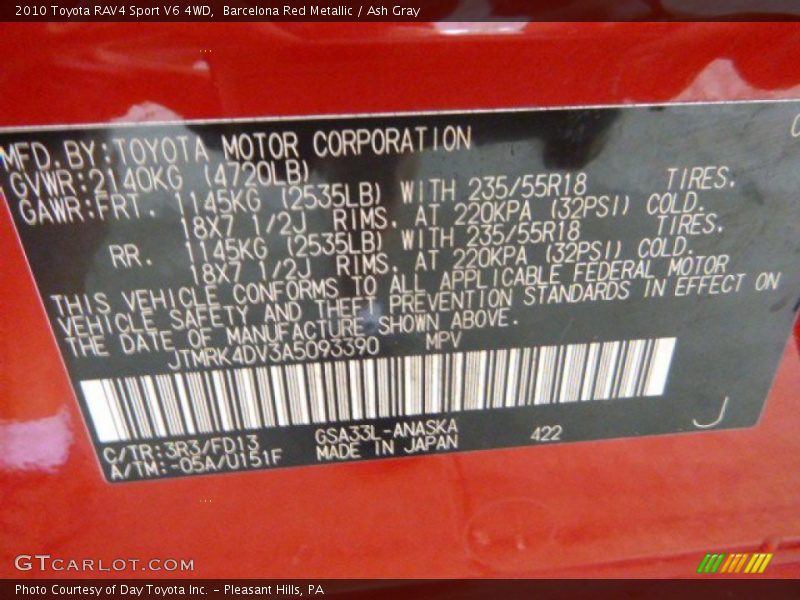 2010 Toyota RAV4 Sport V6 4WD,  Barcelona Red Metallic / Ash Gray
MFD.BY:TOYOTA MOTOR CORPORATION
GVWR:2140KG (4720LB)
GAWR:FRT. 1145KG (2535LB) WITH 235/55R18 TIRES.
18X7 1/2J RIMS. AT 220KPA (32PSI) COLD.
RR. 1145KG (2535LB) WITH 235/55R18 TIRES.
18X7 1/2J RIMS. AT 220KPA (32PSI) COLD.
THIS VEHICLE CONFORMS TO ALL APPLICABLE FEDERAL MOTOR
VEHICLE SAFETY AND THEFT PREVENTION STANDARDS IN EFFECT ON
THE DATE OF MANUFACTURE SHOWN ABOVE.
JTMRK4DV3A5093390 MPV
C/TR:3R3/FD13 GSA33L-ANASKA 422 J
A/TM:-05A/U151F MADE IN JAPAN
GTCARLOT.COM
Photo Courtesy of Day Toyota Inc. - Pleasant Hills, PA